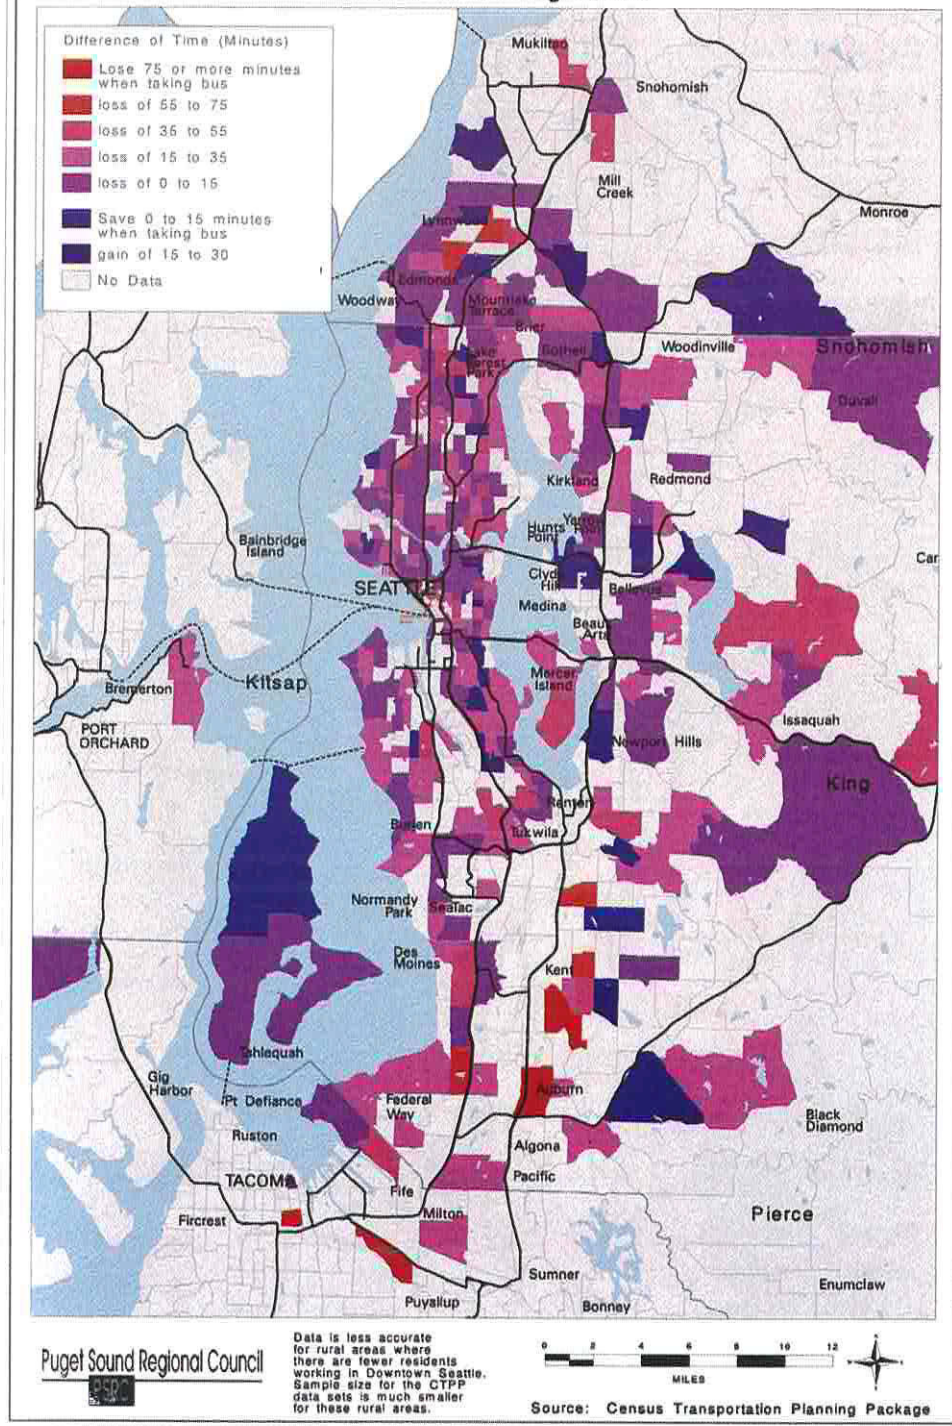 Difference of Time (Minutes)
Lose 75 or more minutes
when taking bus
loss of 55 to 75
loss of 35 to 55
loss of 15 to 35
loss of 0 to 15
Save 0 to 15 minutes
when taking bus
gain of 15 to 30
No Data
Mukilteo
Snohomish
Mill
Creek
Monroe
Lynnwood
Edmonds
Woodway
Mountlake
Terrace
Brier
Lake
Forest
Park
Bothell
Woodinville
Snohomish
Duvall
Kirkland
Redmond
Hunts
Point
Yarrow
Point
Bainbridge
Island
Car
SEATTLE
Clyde
Hill
Bellevue
Medina
Beaux
Arts
Mercer
Island
Kitsap
Bremerton
PORT
ORCHARD
Issaquah
Newport Hills
King
Renton
Burien
Tukwila
Normandy
Park
SeaTac
Des
Moines
Kent
Tahlequah
Gig
Harbor
Pt Defiance
Federal
Way
Auburn
Black
Diamond
Ruston
Algona
TACOMA
Pacific
Fife
Fircrest
Milton
Pierce
Sumner
Enumclaw
Puyallup
Bonney
Puget Sound Regional Council
PSRC
Data is less accurate
for rural areas where
there are fewer residents
working in Downtown Seattle.
Sample size for the CTPP
data sets is much smaller
for these rural areas.
0 2 4 6 8 10 12
MILES
Source: Census Transportation Planning Package